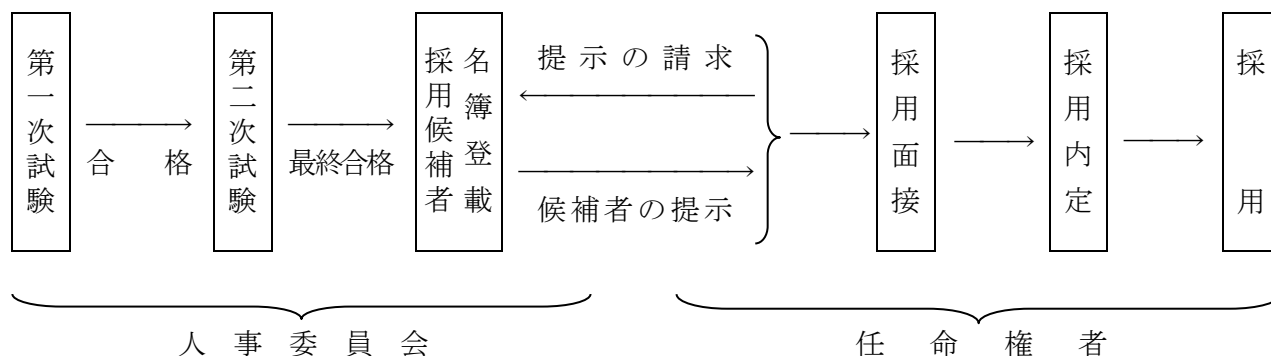 第一次試験
合格
第二次試験
最終合格
採用候補者
名簿登載
提示の請求
候補者の提示
採用面接
採用内定
採用
人事委員会
任命権者